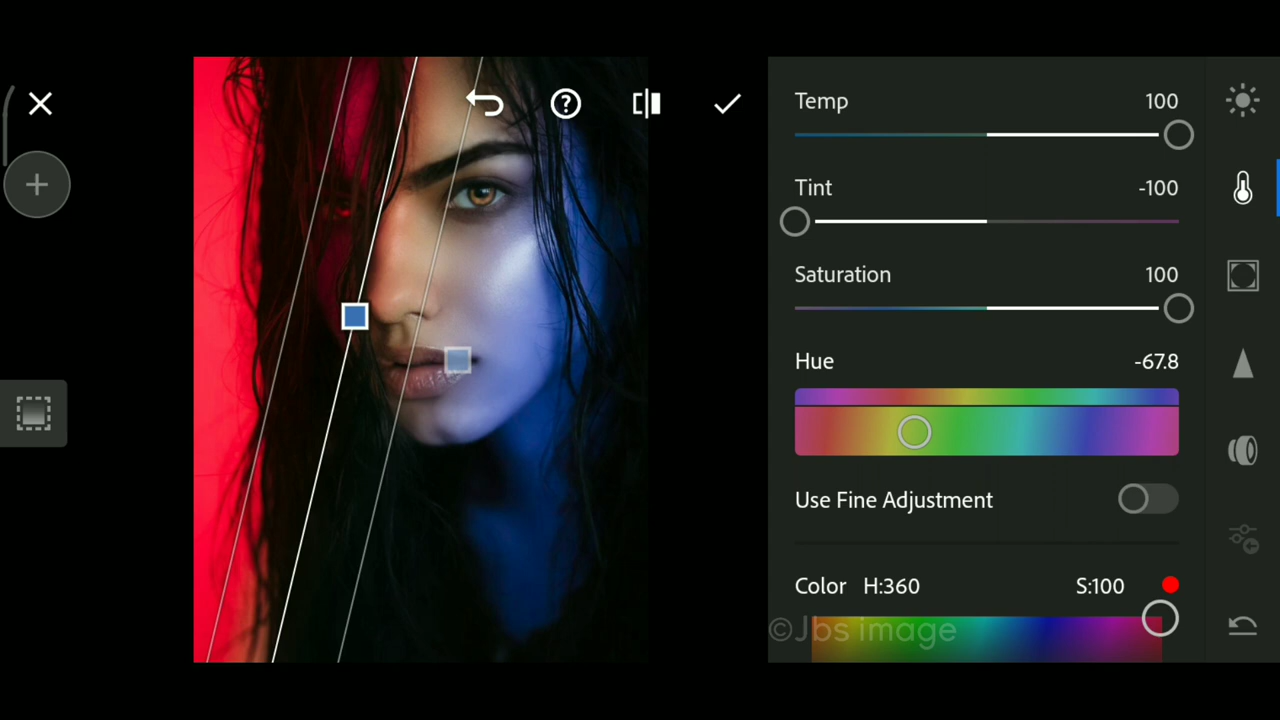 Temp 100
Tint -100
Saturation 100
Hue -67.8
Use Fine Adjustment
Color H:360 S:100
©Jbs image